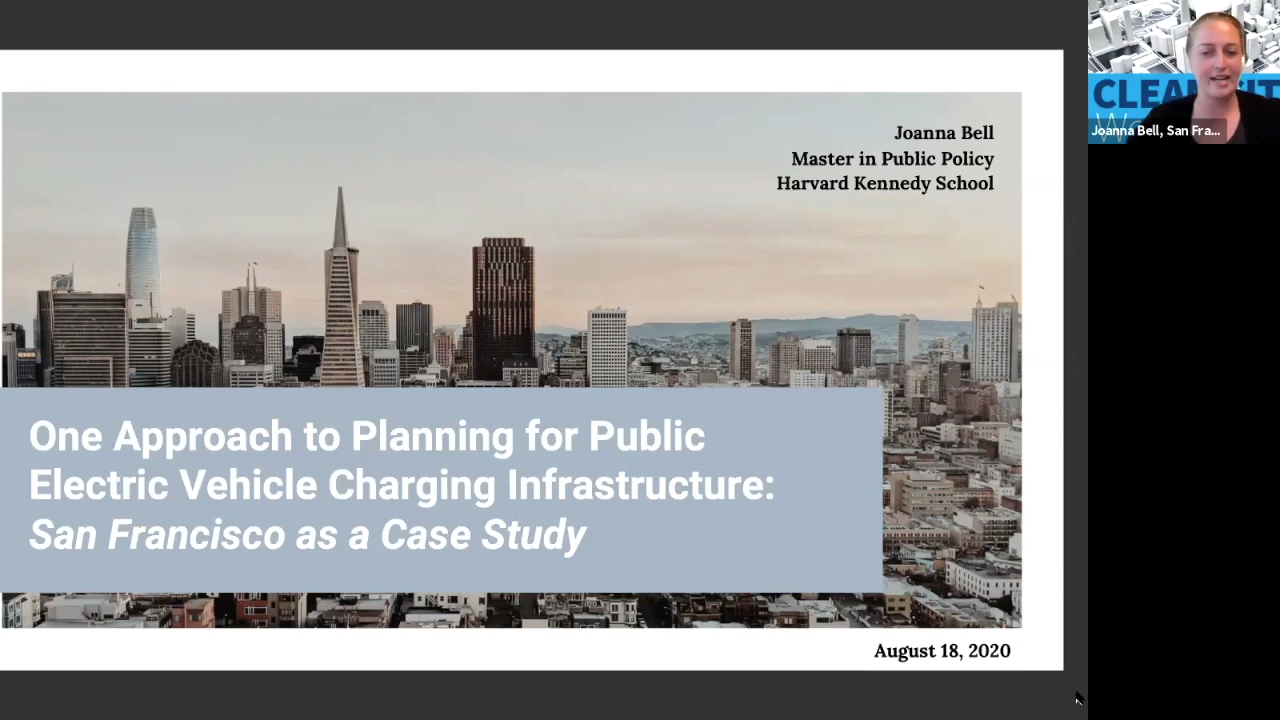 Joanna Bell
Master in Public Policy
Harvard Kennedy School
One Approach to Planning for Public
Electric Vehicle Charging Infrastructure:
San Francisco as a Case Study
August 18, 2020
Joanna Bell, San Fra...